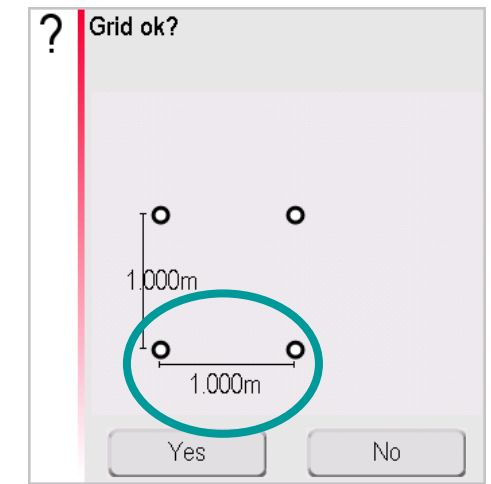 ?
Grid ok?
1.000m
1.000m
Yes
No